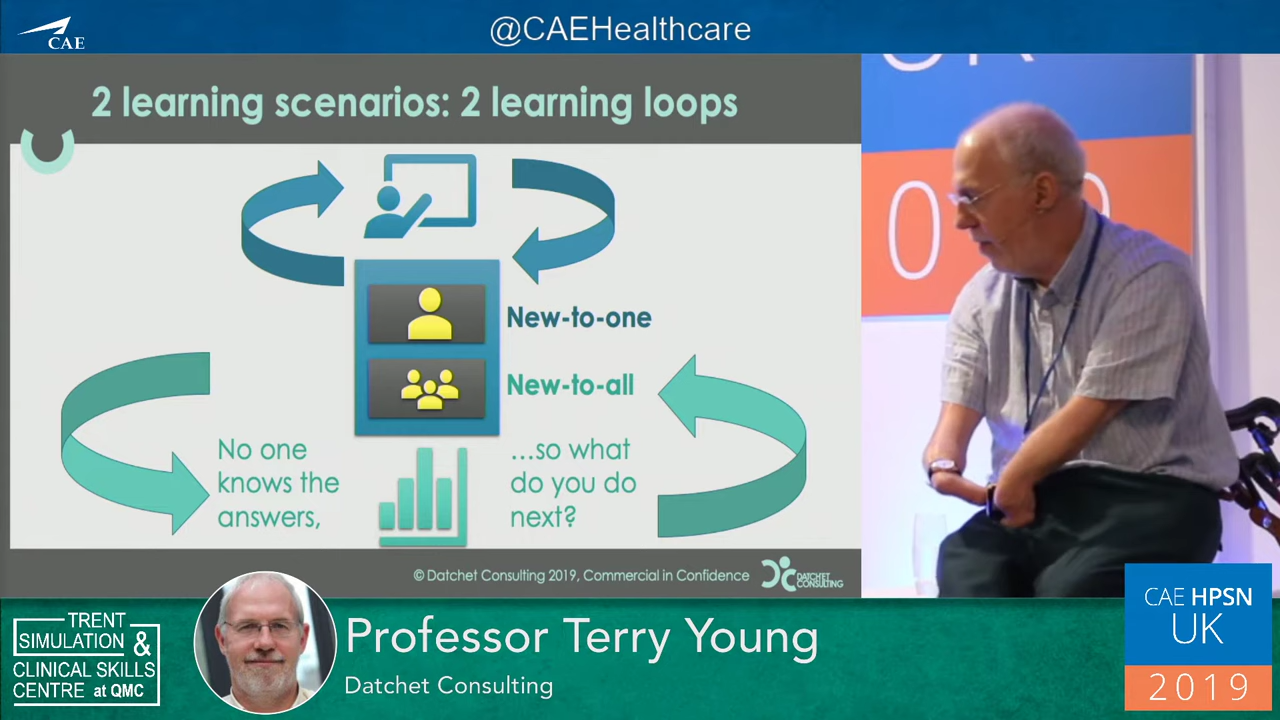 @CAEHealthcare
CAE
2 learning scenarios: 2 learning loops
New-to-one
New-to-all
No one
knows the
answers,
...so what
do you do
next?
© Datchet Consulting 2019, Commercial in Confidence
DATCHET
CONSULTING
TRENT
SIMULATION &
CLINICAL SKILLS
CENTRE at QMC
Professor Terry Young
Datchet Consulting
CAE HPSN
UK
2019